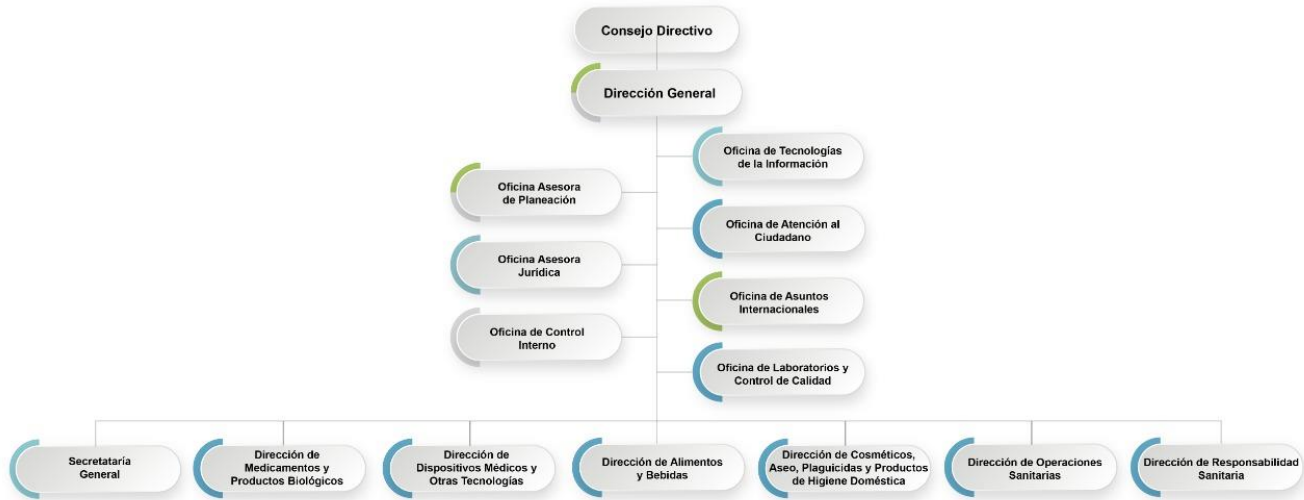 Consejo Directivo
Dirección General
Oficina de Tecnologías
de la Información
Oficina Asesora
de Planeación
Oficina de Atención al
Ciudadano
Oficina Asesora
Jurídica
Oficina de Asuntos
Internacionales
Oficina de Control
Interno
Oficina de Laboratorios y
Control de Calidad
Secretaría
General
Dirección de
Medicamentos y
Productos Biológicos
Dirección de
Dispositivos Médicos y
Otras Tecnologías
Dirección de Alimentos
y Bebidas
Dirección de Cosméticos,
Aseo, Plaguicidas y Productos
de Higiene Doméstica
Dirección de Operaciones
Sanitarias
Dirección de Responsabilidad
Sanitaria